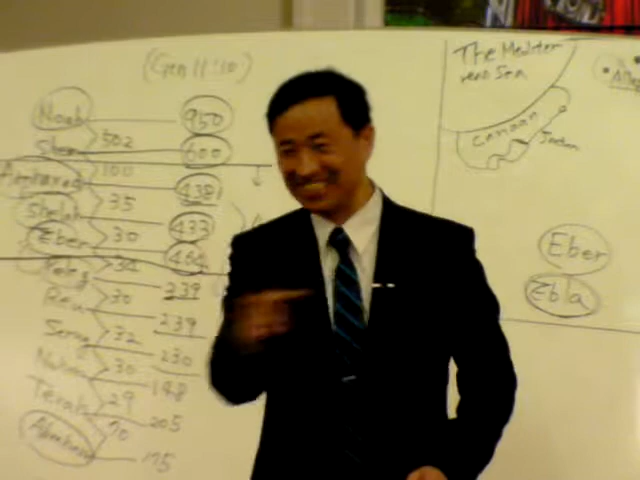 (Gen 11:10)
Noah 950
502
Shem 600
100
Arphaxad 438
35
Shelah 433
30
Eber 464
34
Peleg 239
30
Reu 239
32
Serug 230
30
Nahor 148
29
Terah 205
70
Abraham 175
The Mediter
rean Sea
Canaan
Jordan
Eber
Ebla